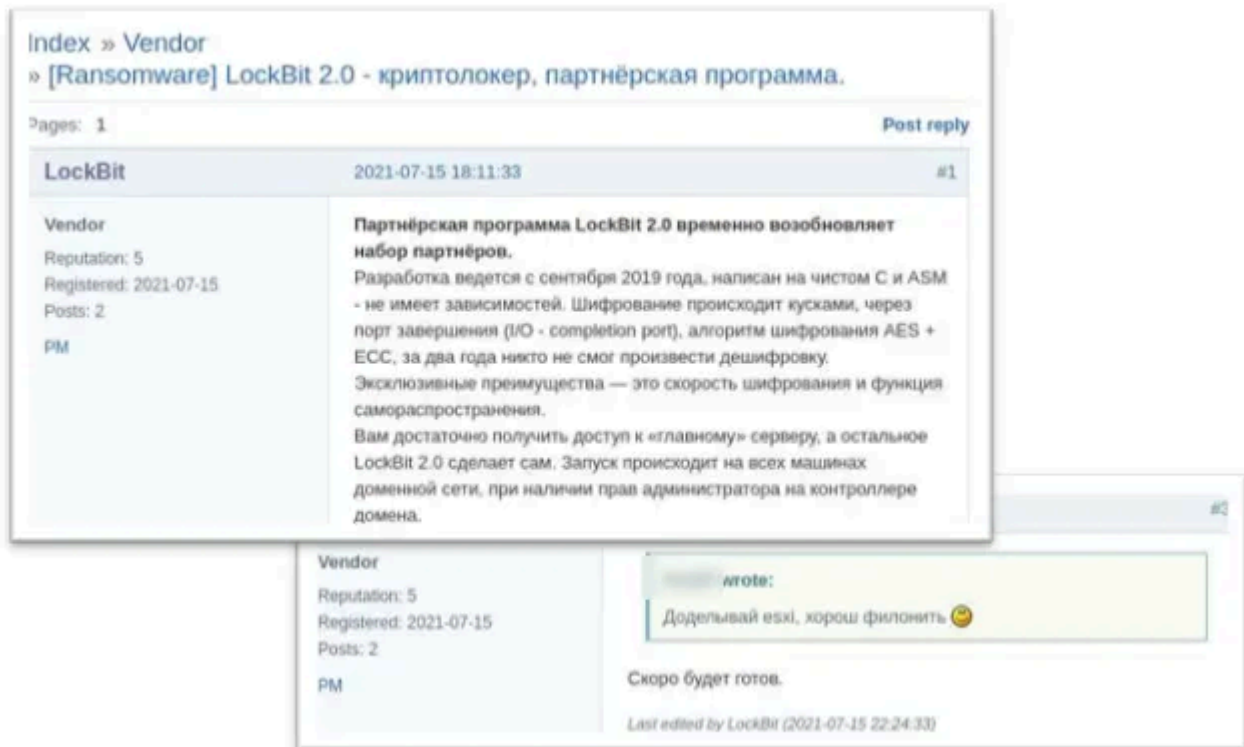 Index » Vendor
» [Ransomware] LockBit 2.0 - криптолокер, партнёрская программа.
Pages: 1
Post reply
LockBit
2021-07-15 18:11:33
#1
Vendor
Reputation: 5
Registered: 2021-07-15
Posts: 2
PM
Партнёрская программа LockBit 2.0 временно возобновляет
набор партнёров.
Разработка ведется с сентября 2019 года, написан на чистом С и ASM
- не имеет зависимостей. Шифрование происходит кусками, через
порт завершения (I/O - completion port), алгоритм шифрования AES +
ECC, за два года никто не смог произвести дешифровку.
Эксклюзивные преимущества — это скорость шифрования и функция
самораспространения.
Вам достаточно получить доступ к «главному» серверу, а остальное
LockBit 2.0 сделает сам. Запуск происходит на всех машинах
доменной сети, при наличии прав администратора на контроллере
домена.
Vendor
Reputation: 5
Registered: 2021-07-15
Posts: 2
PM
wrote:
Доделывай esxi, хорош филонить
Скоро будет готов.
Last edited by LockBit (2021-07-15 22:24:33)